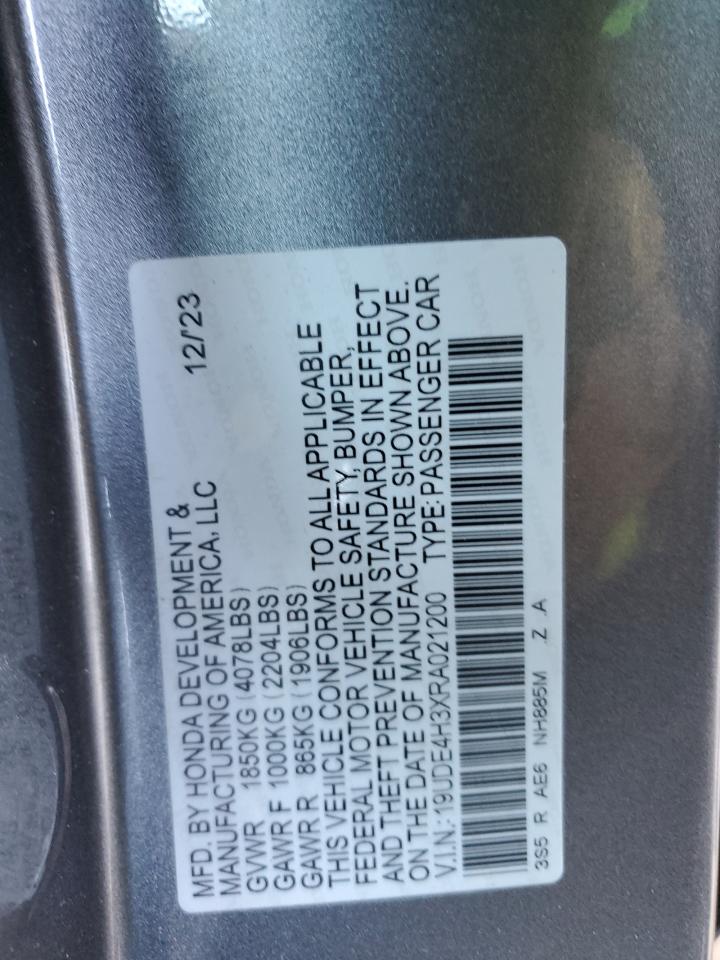 MFD. BY HONDA DEVELOPMENT & 12/'23
MANUFACTURING OF AMERICA, LLC
GVWR 1850KG (4078LBS)
GAWR F 1000KG (2204LBS)
GAWR R 865KG (1906LBS)
THIS VEHICLE CONFORMS TO ALL APPLICABLE
FEDERAL MOTOR VEHICLE SAFETY, BUMPER,
AND THEFT PREVENTION STANDARDS IN EFFECT
ON THE DATE OF MANUFACTURE SHOWN ABOVE.
V.I.N.:19UDE4H3XRA021200 TYPE:PASSENGER CAR
3S5 R AE6 NH885M Z .A